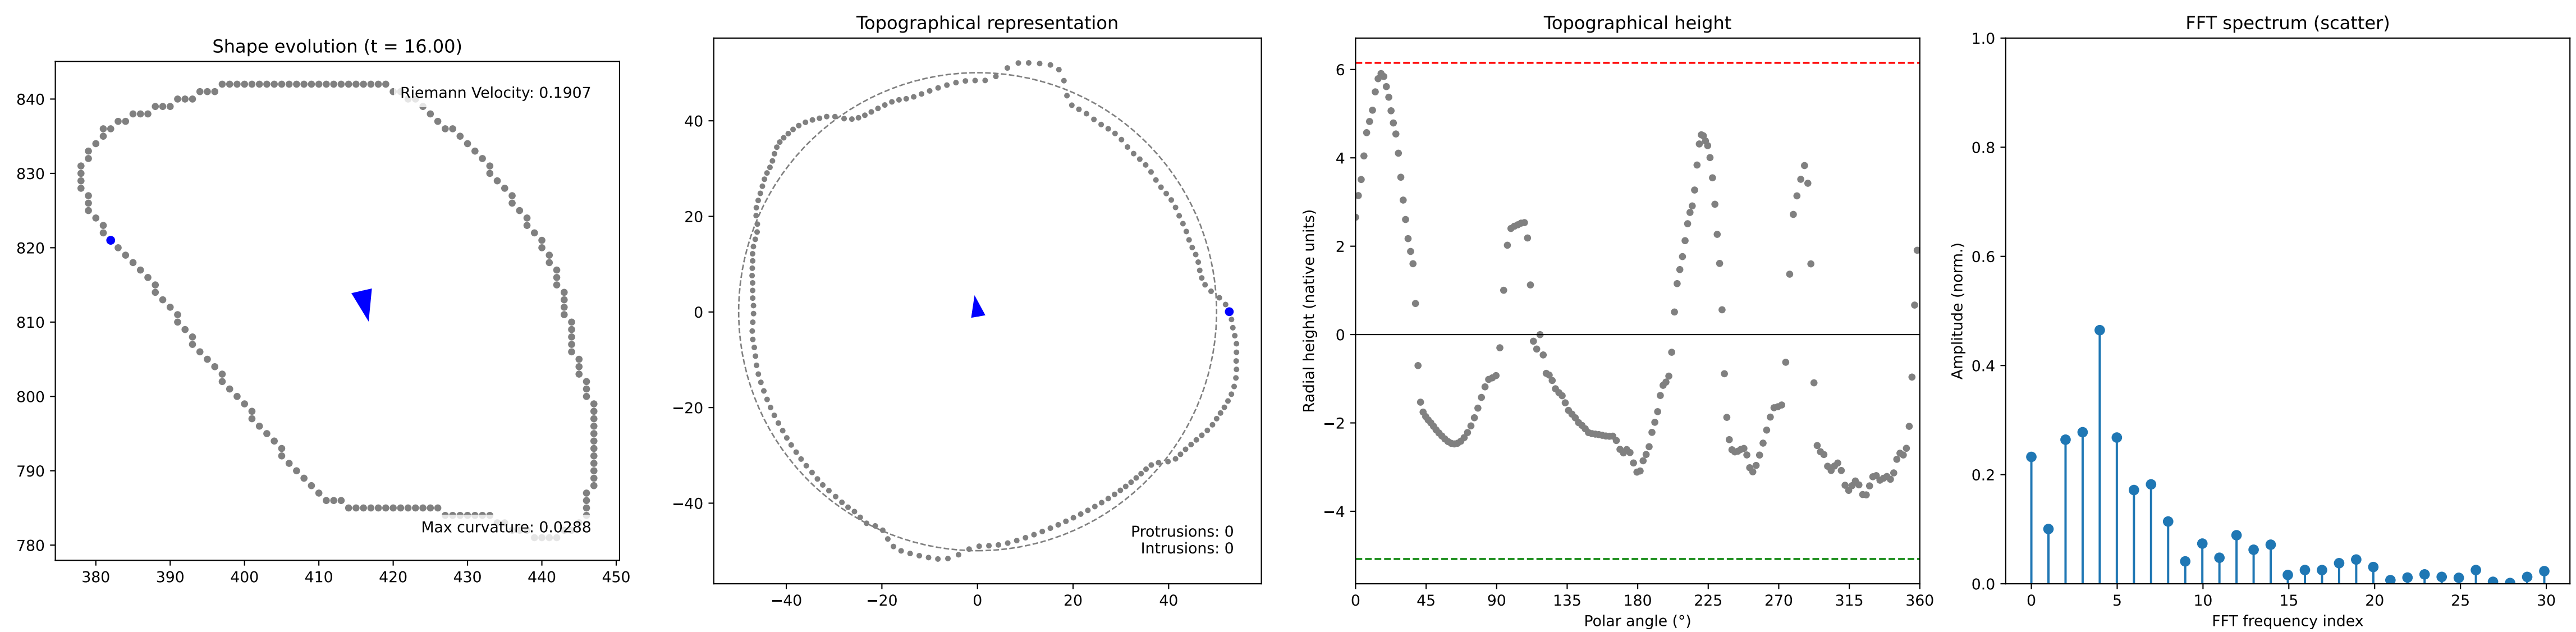 Shape evolution (t = 16.00)
Riemann Velocity: 0.1907
Max curvature: 0.0288
840
830
820
810
800
790
780
380 390 400 410 420 430 440 450
Topographical representation
40
20
0
−20
−40
−40 −20 0 20 40
Protrusions: 0
Intrusions: 0
Topographical height
Radial height (native units)
6
4
2
0
−2
−4
0 45 90 135 180 225 270 315 360
Polar angle (°)
FFT spectrum (scatter)
Amplitude (norm.)
1.0
0.8
0.6
0.4
0.2
0.0
0 5 10 15 20 25 30
FFT frequency index